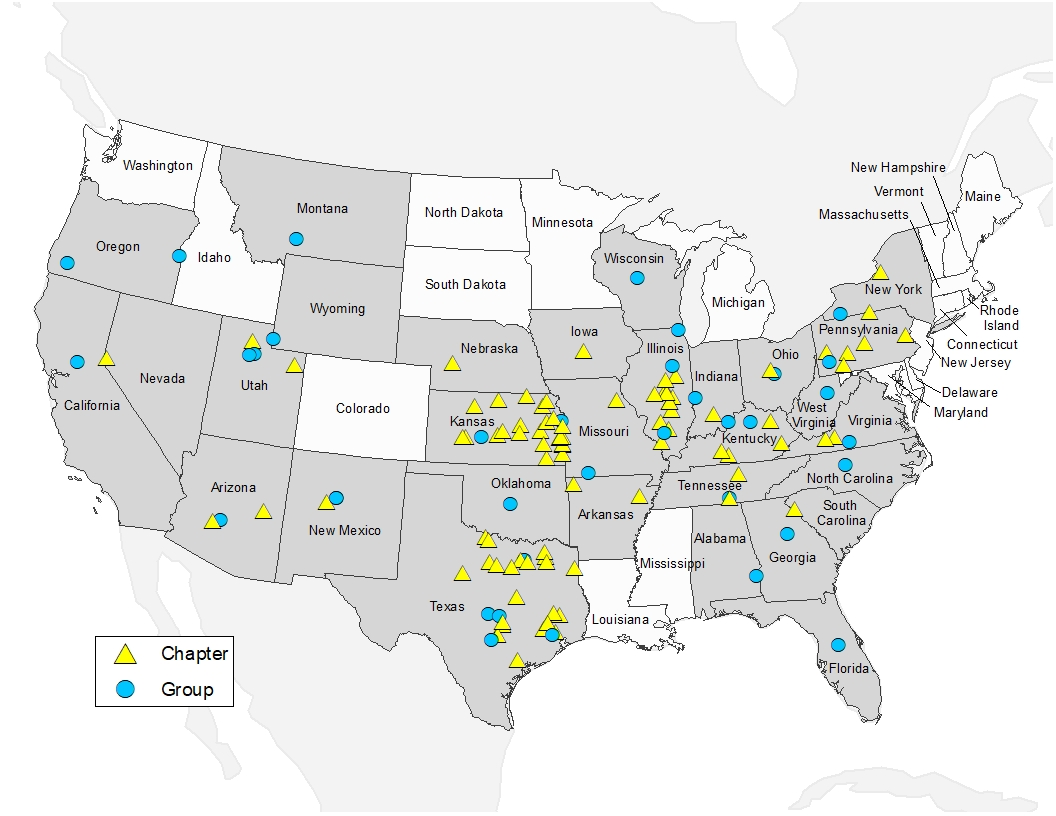 New Hampshire
Vermont
Massachusetts
Maine
Washington
Montana
North Dakota
Minnesota
Oregon
Idaho
Wisconsin
South Dakota
Michigan
New York
Wyoming
Rhode
Island
Connecticut
New Jersey
Pennsylvania
Iowa
Nebraska
Illinois
Indiana
Ohio
Nevada
Utah
Colorado
Delaware
Maryland
California
Kansas
Missouri
West
Virginia
Virginia
Kentucky
Arizona
New Mexico
Oklahoma
Arkansas
Tennessee
North Carolina
South
Carolina
Alabama
Georgia
Mississippi
Texas
Louisiana
Florida
Chapter
Group